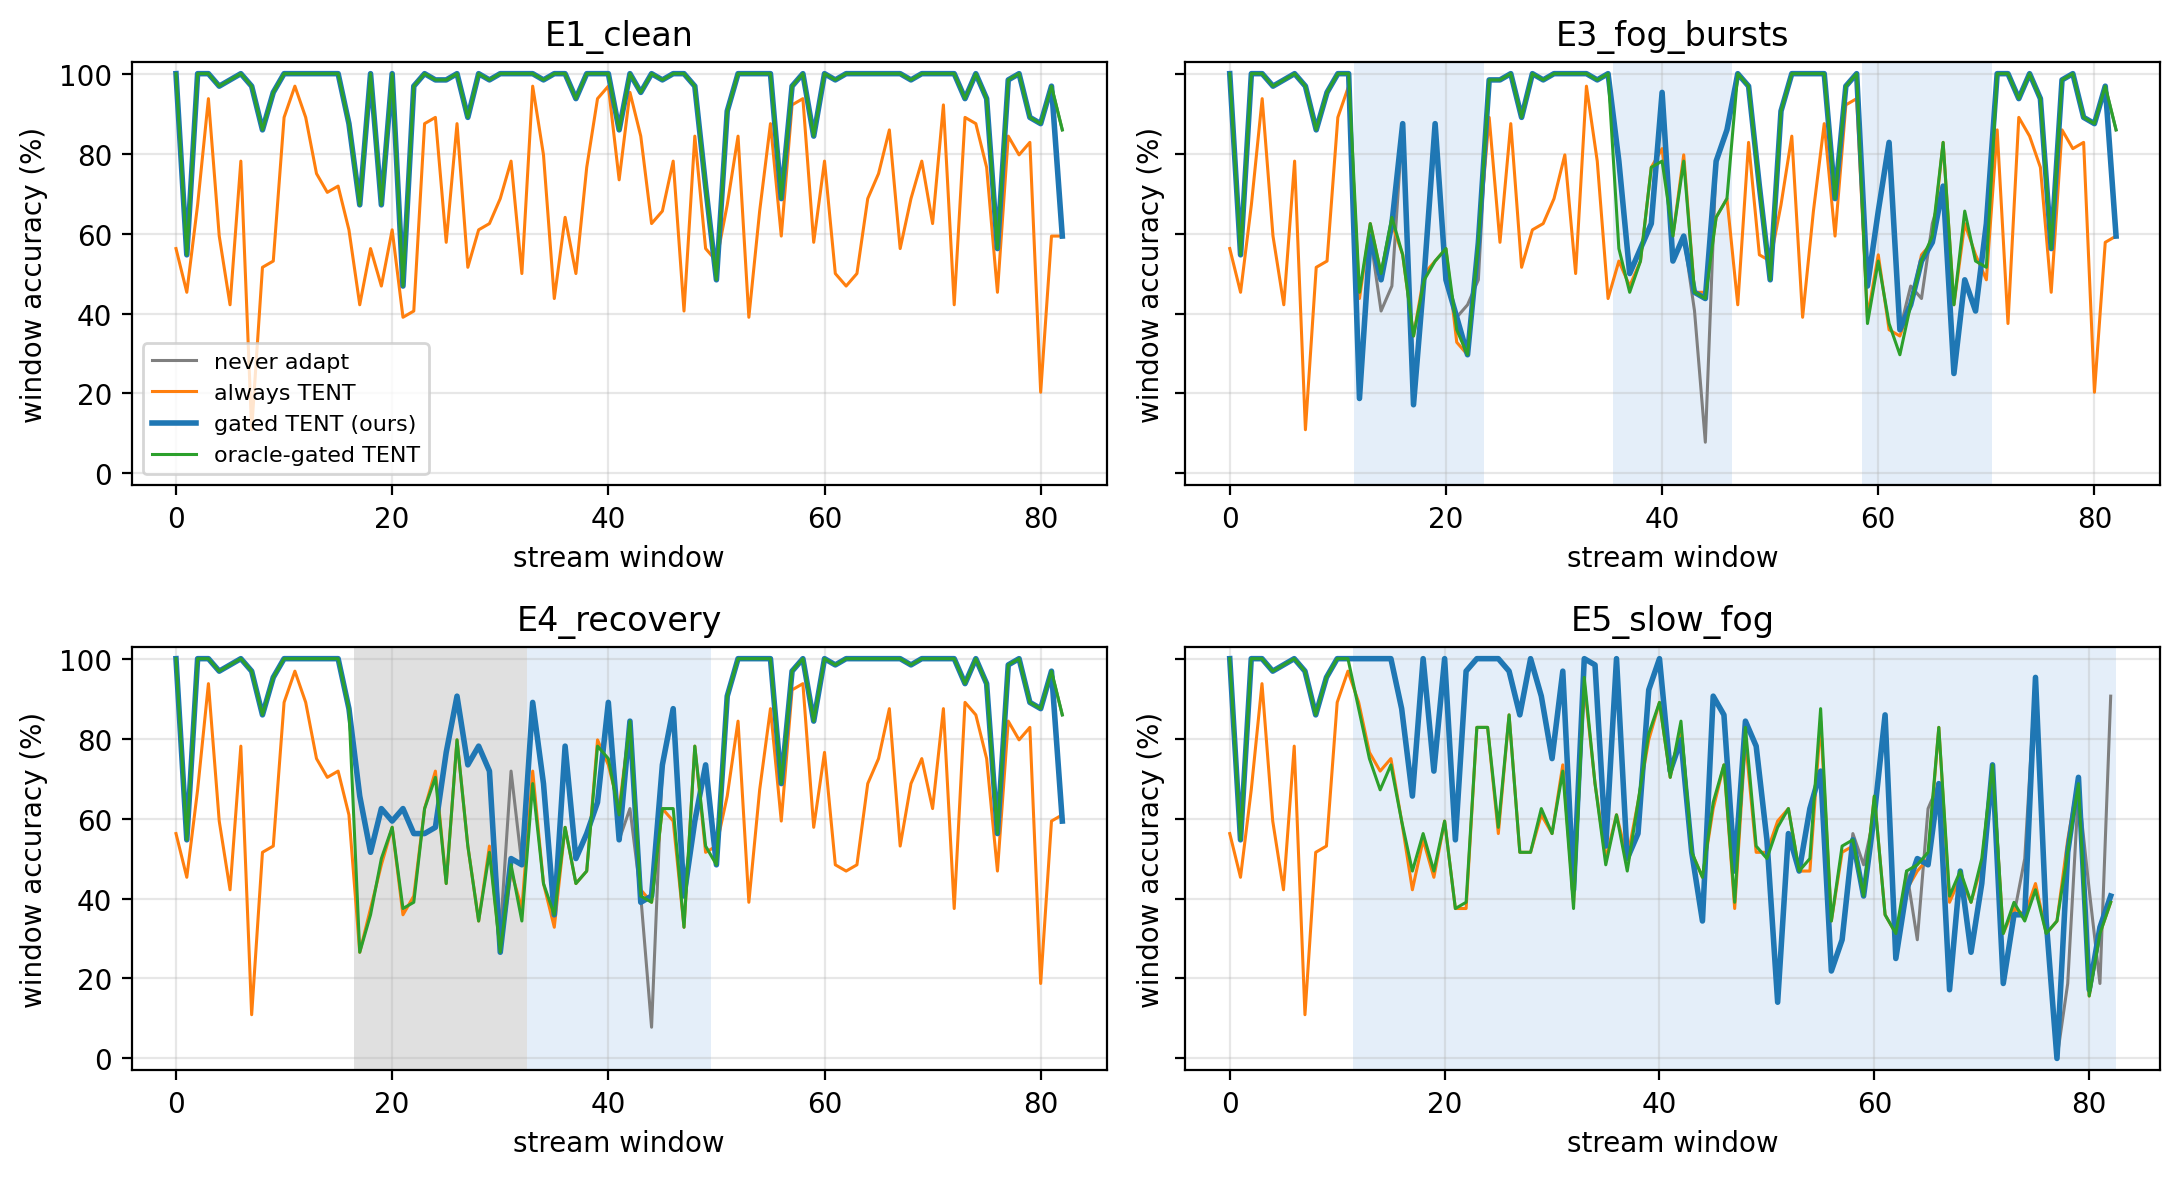 E1_clean
100
80
60
40
20
0
window accuracy (%)
never adapt
always TENT
gated TENT (ours)
oracle-gated TENT
0 20 40 60 80
stream window
E3_fog_bursts
window accuracy (%)
0 20 40 60 80
stream window
E4_recovery
100
80
60
40
20
0
window accuracy (%)
0 20 40 60 80
stream window
E5_slow_fog
window accuracy (%)
0 20 40 60 80
stream window